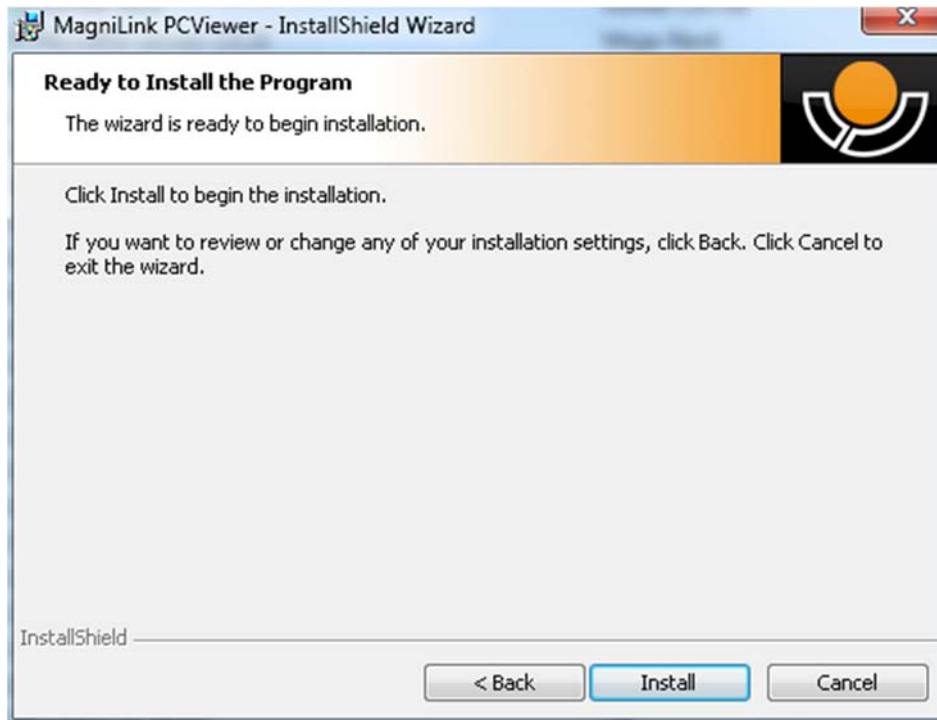 MagniLink PCViewer - InstallShield Wizard
Ready to Install the Program
The wizard is ready to begin installation.
Click Install to begin the installation.
If you want to review or change any of your installation settings, click Back. Click Cancel to
exit the wizard.
InstallShield
< Back
Install
Cancel